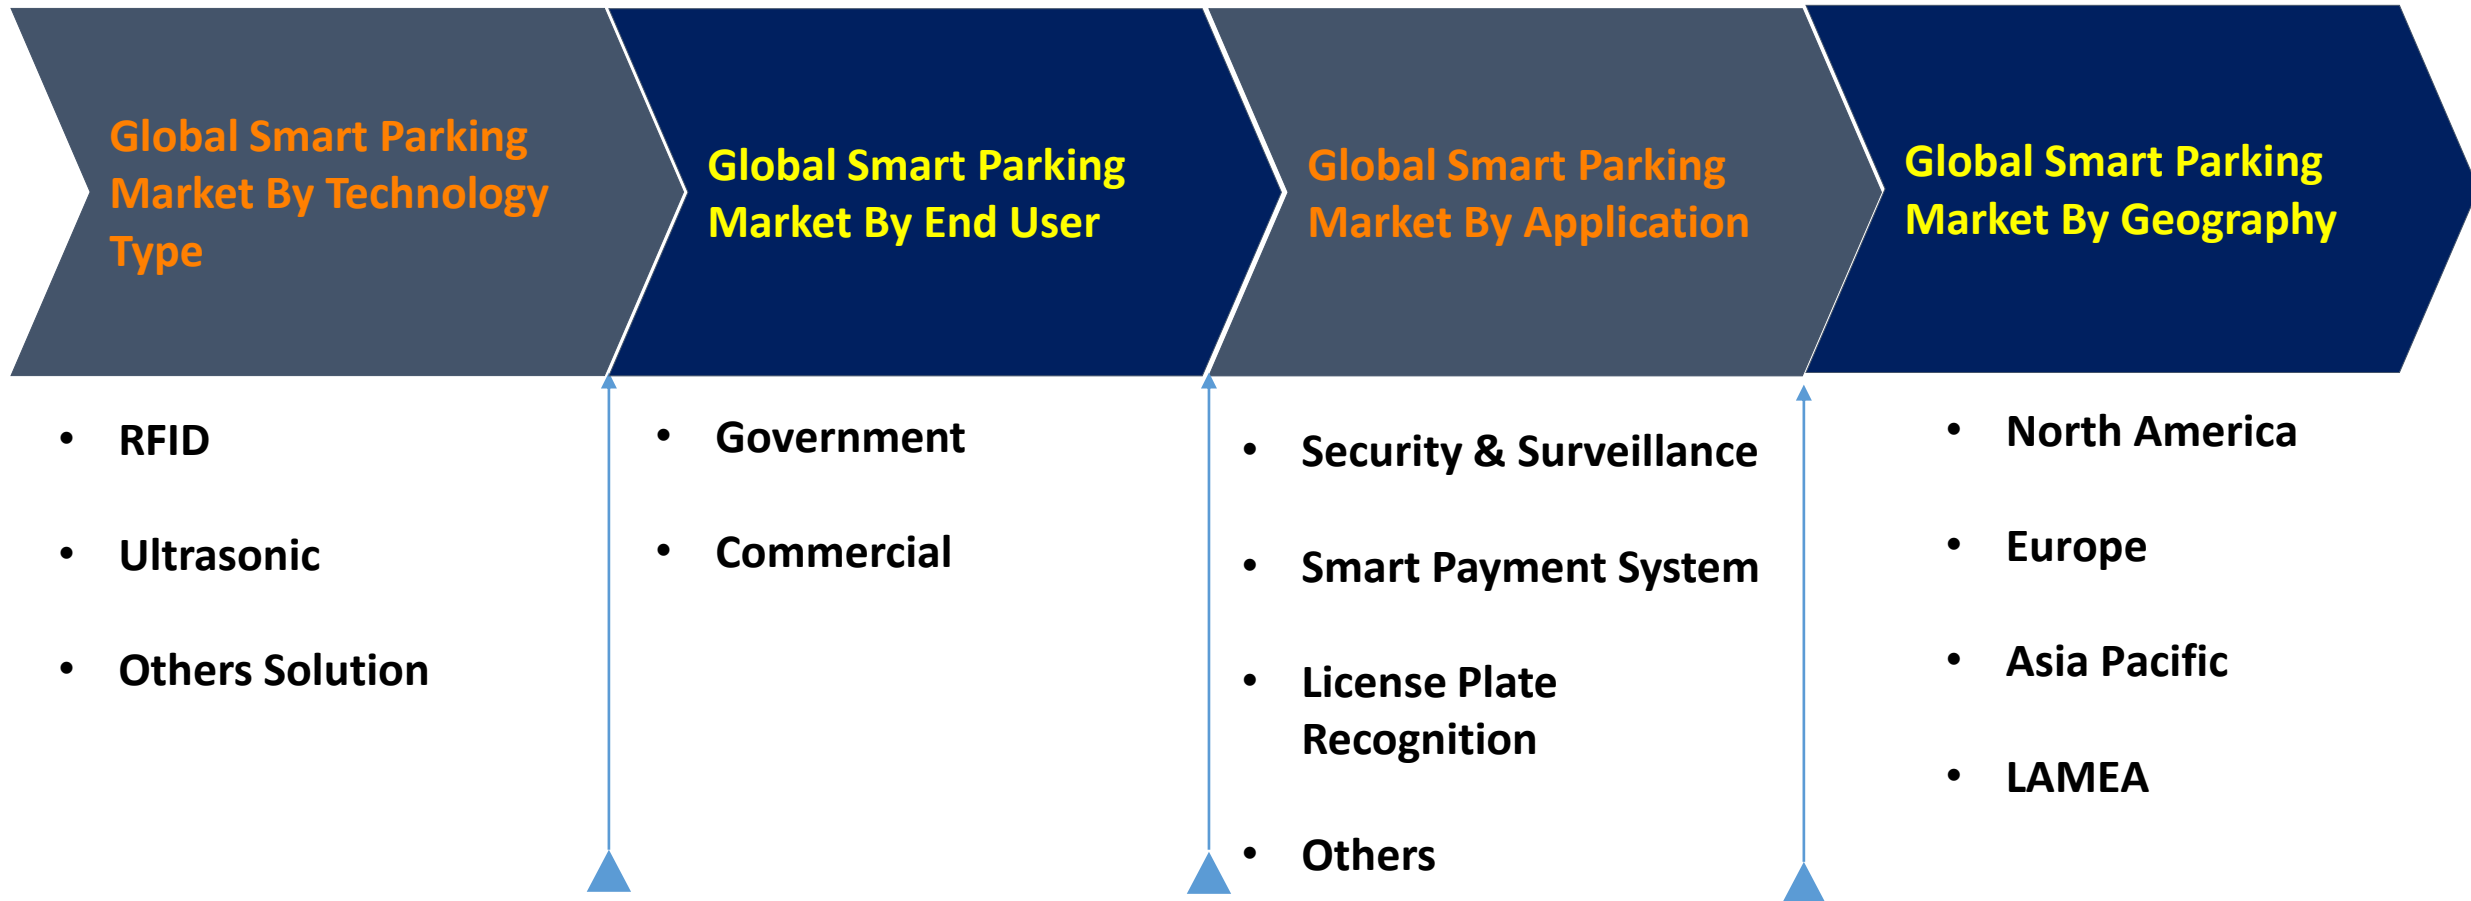 Global Smart Parking
Market By Technology
Type
Global Smart Parking
Market By End User
Global Smart Parking
Market By Application
Global Smart Parking
Market By Geography
• RFID
• Ultrasonic
• Others Solution
• Government
• Commercial
• Security & Surveillance
• Smart Payment System
• License Plate
Recognition
• Others
• North America
• Europe
• Asia Pacific
• LAMEA